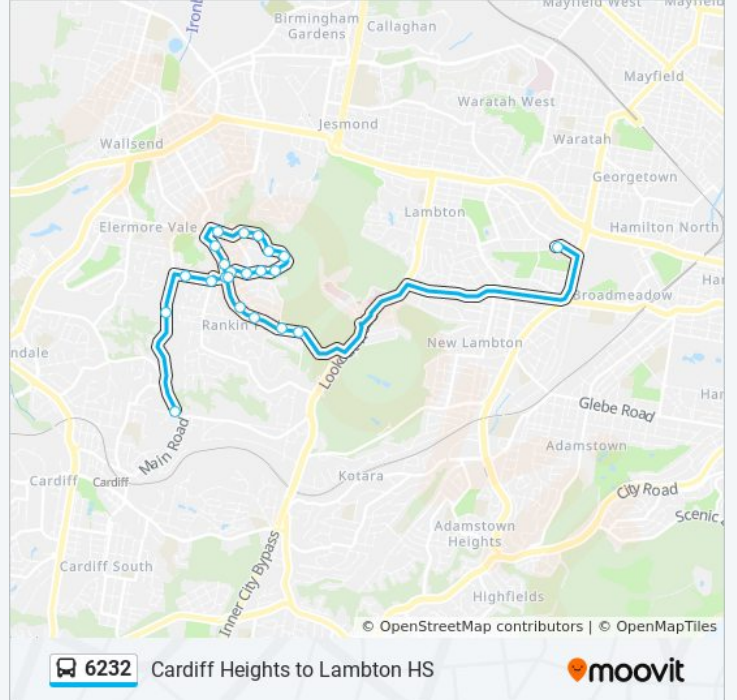 Mayfield West
Mayfield
Birmingham
Gardens
Callaghan
Mayfield
Waratah West
Jesmond
Waratah
Wallsend
Georgetown
Lambton
Elermore Vale
Hamilton North
Broadmeadow
Rankin
New Lambton
ndale
Glebe Road
Adamstown
Main Road
Kotara
Cardiff
Cardiff
City Road
Scenic
Adamstown
Heights
Cardiff South
Inner City Bypass
Highfields
© OpenStreetMap contributors | © OpenMapTiles
6232 Cardiff Heights to Lambton HS
moovit